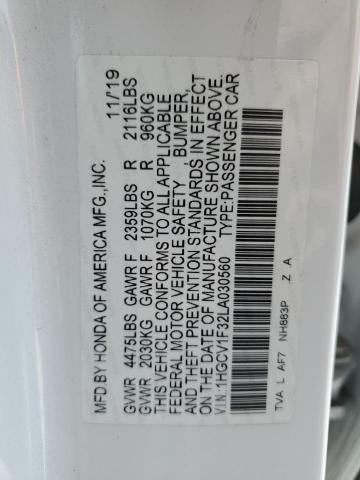 MFD BY HONDA OF AMERICA MFG.,INC. 11/'19
GVWR 4475LBS GAWR F 2359LBS R 2116LBS
GVWR 2030KG GAWR F 1070KG R 960KG
THIS VEHICLE CONFORMS TO ALL APPLICABLE
FEDERAL MOTOR VEHICLE SAFETY , BUMPER,
AND THEFT PREVENTION STANDARDS IN EFFECT
ON THE DATE OF MANUFACTURE SHOWN ABOVE.
V.I.N.:1HGCV1F32LA030560 TYPE:PASSENGER CAR
TVA L AF7 NH883P Z A